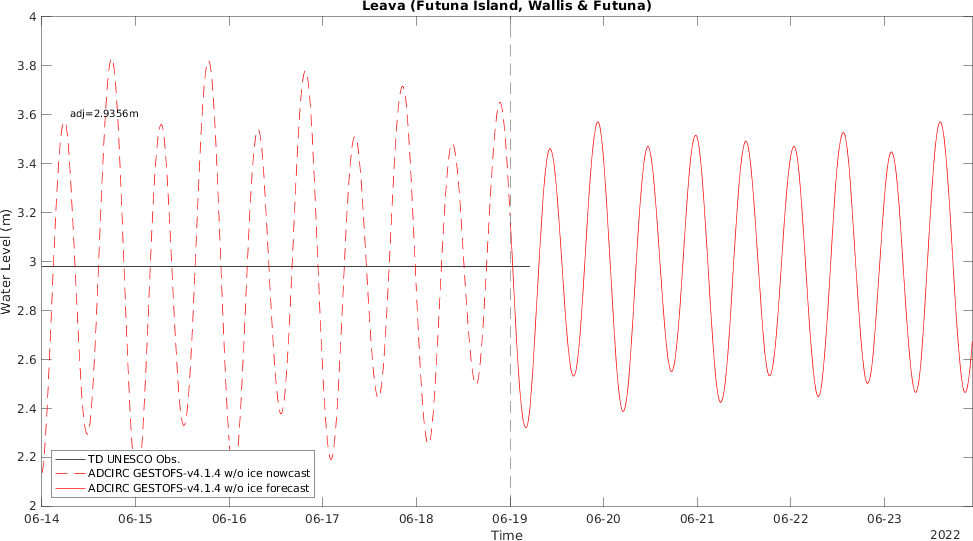 Leava (Futuna Island, Wallis & Futuna)
4
3.8
3.6
3.4
3.2
3
2.8
2.6
2.4
2.2
2
Water Level (m)
adj=2.9356m
TD UNESCO Obs.
ADCIRC GESTOFS-v4.1.4 w/o ice nowcast
ADCIRC GESTOFS-v4.1.4 w/o ice forecast
06-14 06-15 06-16 06-17 06-18 06-19 06-20 06-21 06-22 06-23
Time
2022